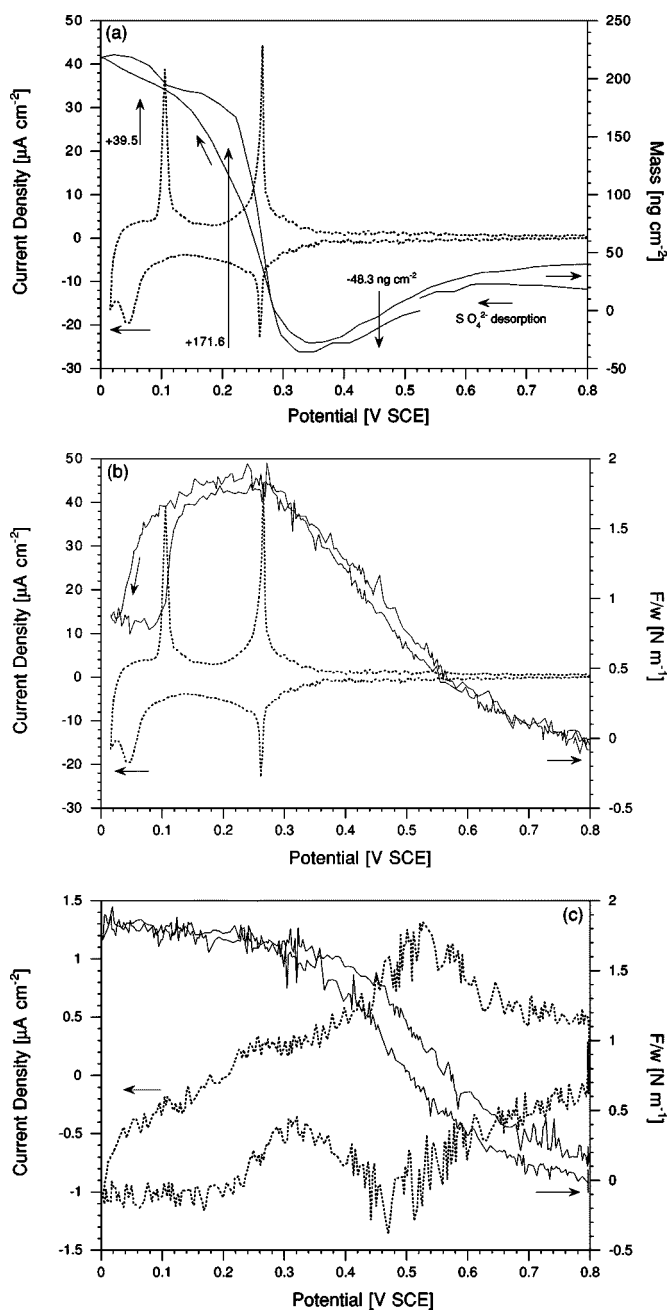 (a)
50
40
30
20
10
0
-10
-20
-30
250
200
150
100
50
0
-50
Current Density [µA cm-2]
Mass [ng cm-2]
+39.5
+171.6
-48.3 ng cm-2
S O42- desorption
0 0.1 0.2 0.3 0.4 0.5 0.6 0.7 0.8
Potential [V SCE]
(b)
50
40
30
20
10
0
-10
-20
-30
2
1.5
1
0.5
0
-0.5
Current Density [µA cm-2]
F/w [N m-1]
0 0.1 0.2 0.3 0.4 0.5 0.6 0.7 0.8
Potential [V SCE]
(c)
1.5
1
0.5
0
-0.5
-1
-1.5
2
1.5
1
0.5
0
-0.5
Current Density [µA cm-2]
F/w [N m-1]
0 0.1 0.2 0.3 0.4 0.5 0.6 0.7 0.8
Potential [V SCE]